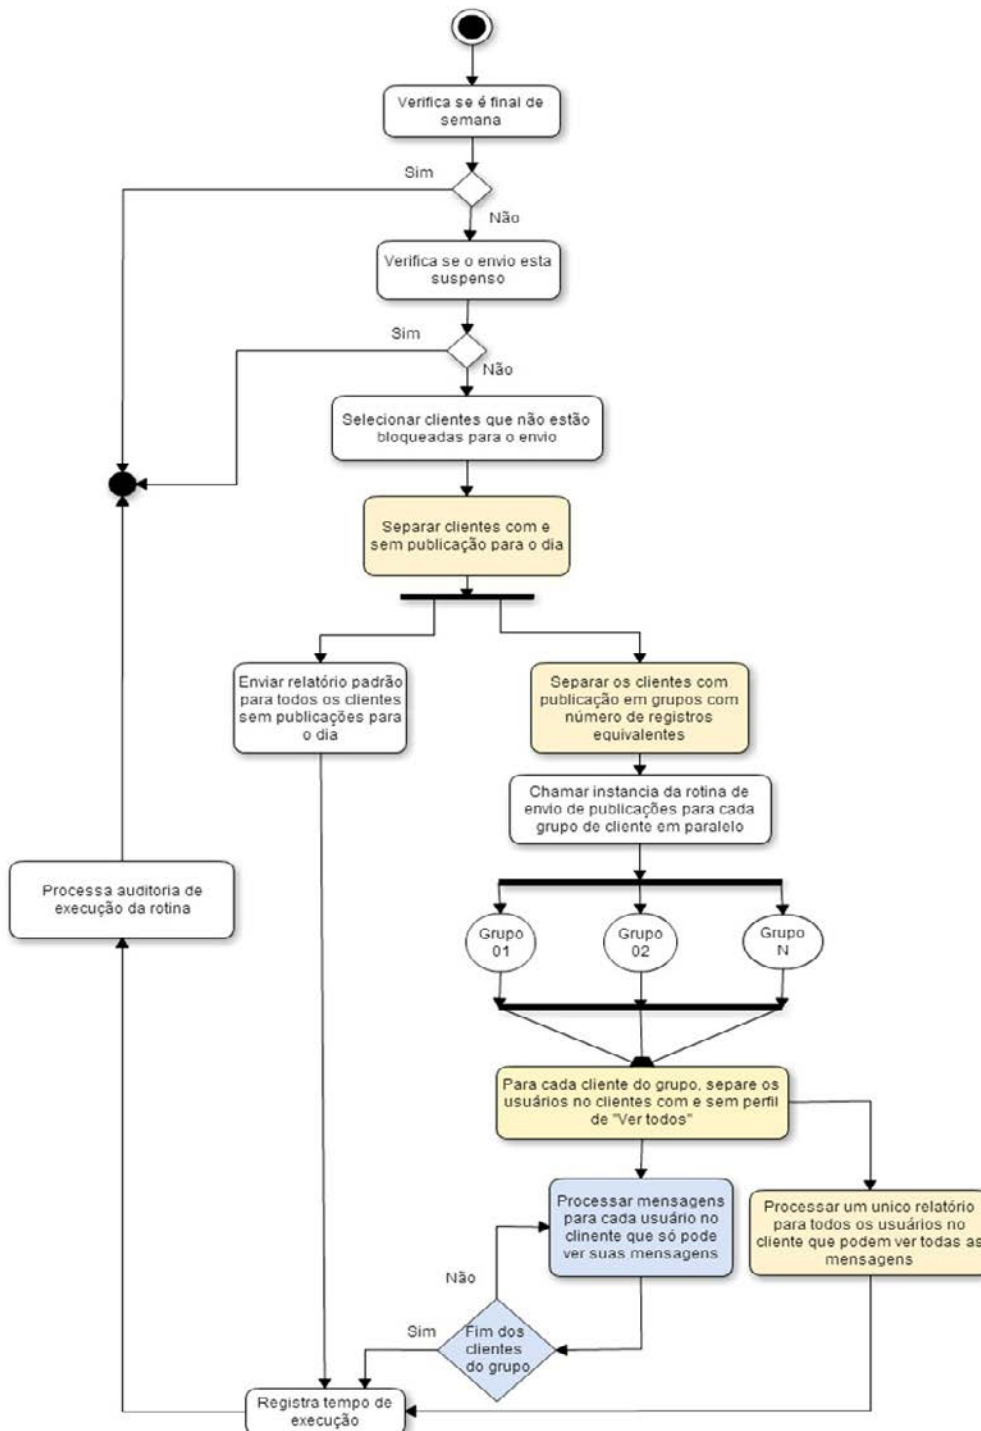 Verifica se é final de
semana
Sim
Não
Verifica se o envio esta
suspenso
Sim
Não
Selecionar clientes que não estão
bloqueadas para o envio
Separar clientes com e
sem publicação para o dia
Enviar relatório padrão
para todos os clientes
sem publicações para
o dia
Separar os clientes com
publicação em grupos com
número de registros
equivalentes
Chamar instancia da rotina de
envio de publicações para cada
grupo de cliente em paralelo
Processa auditoria de
execução da rotina
Grupo
01
Grupo
02
Grupo
N
Para cada cliente do grupo, separe os
usuários no clientes com e sem perfil
de "Ver todos"
Processar mensagens
para cada usuário no
clinente que só pode
ver suas mensagens
Processar um unico relatório
para todos os usuários no
cliente que podem ver todas as
mensagens
Não
Sim
Fim dos
clientes
do grupo
Registra tempo de
execução